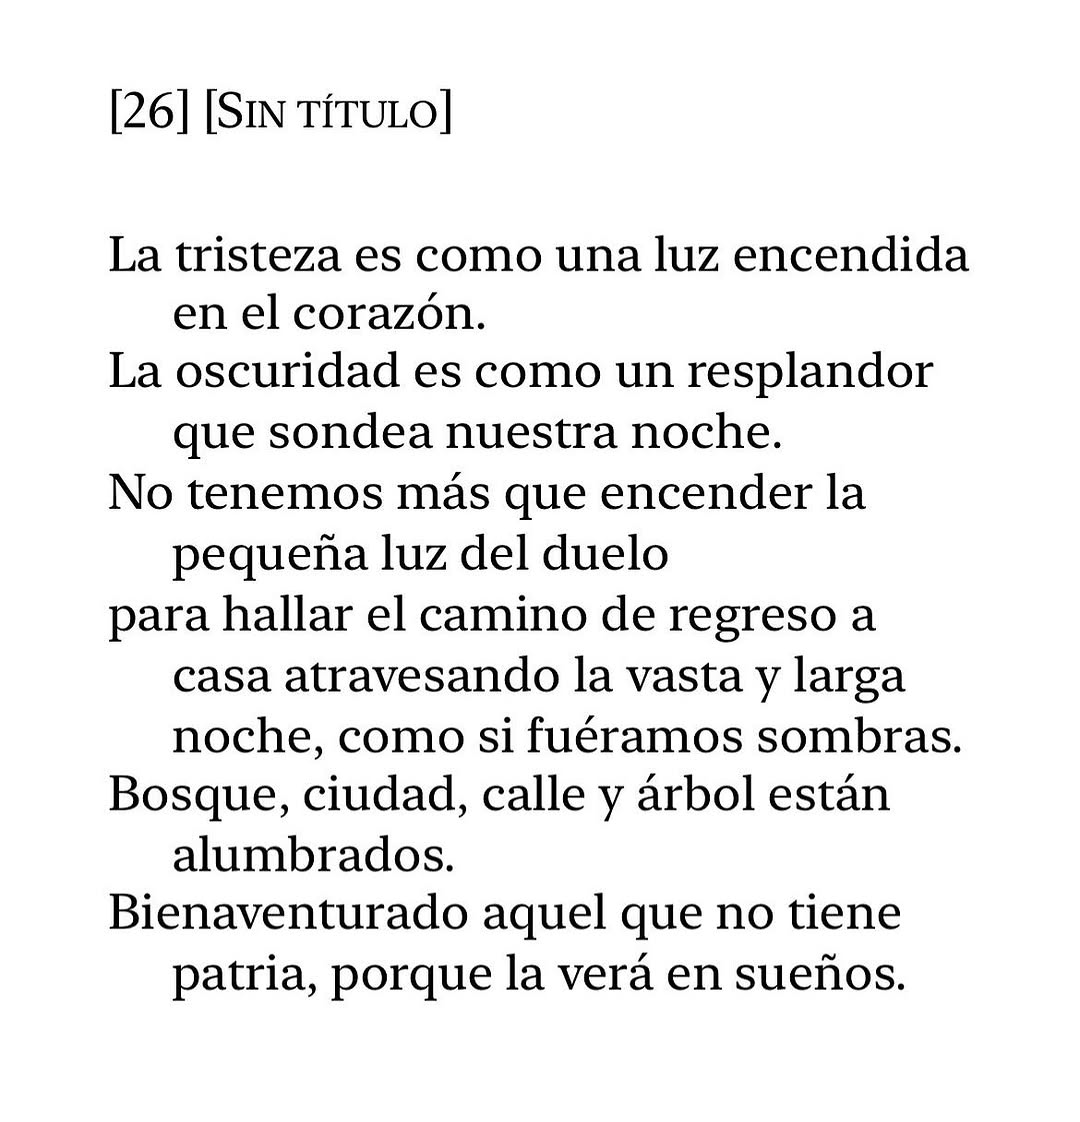 [26] [Sin título]
La tristeza es como una luz encendida
en el corazón.
La oscuridad es como un resplandor
que sondea nuestra noche.
No tenemos más que encender la
pequeña luz del duelo
para hallar el camino de regreso a
casa atravesando la vasta y larga
noche, como si fuéramos sombras.
Bosque, ciudad, calle y árbol están
alumbrados.
Bienaventurado aquel que no tiene
patria, porque la verá en sueños.